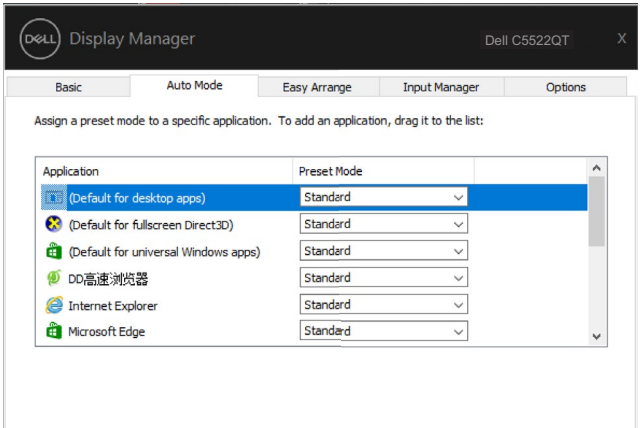 DELL Display Manager Dell C5522QT X
Basic Auto Mode Easy Arrange Input Manager Options
Assign a preset mode to a specific application. To add an application, drag it to the list:
Application Preset Mode
(Default for desktop apps) Standard
(Default for fullscreen Direct3D) Standard
(Default for universal Windows apps) Standard
DD高速浏览器 Standard
Internet Explorer Standard
Microsoft Edge Standard